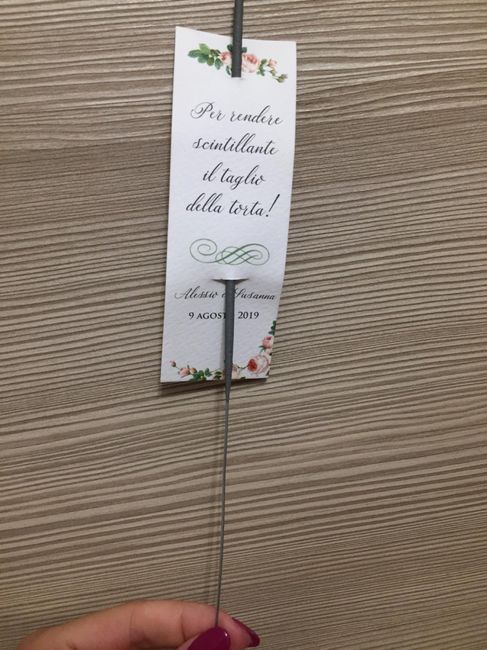 Per rendere
scintillante
il taglio
della torta!
Alessio e Susanna
9 AGOSTO 2019